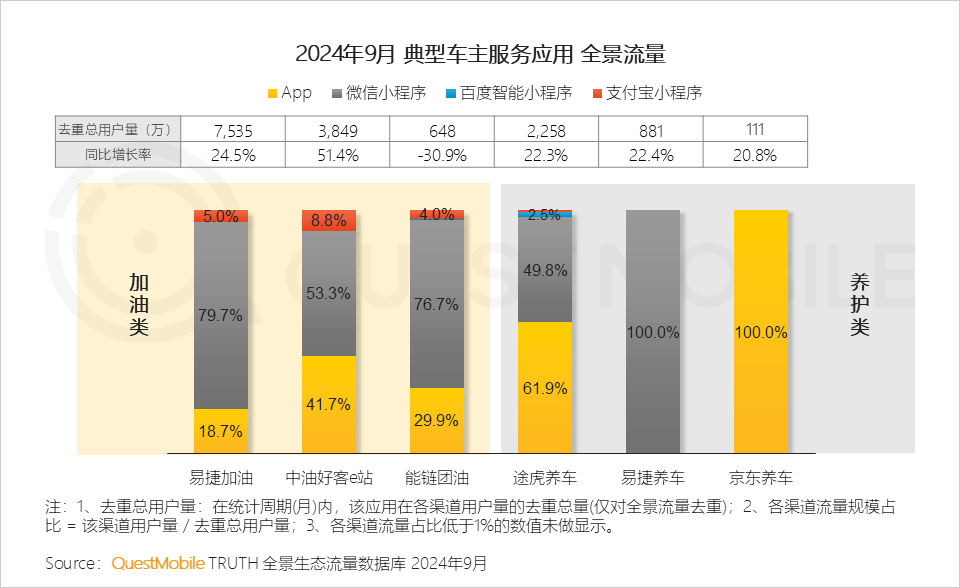 2024年9月 典型车主服务应用 全景流量
App 微信小程序 百度智能小程序 支付宝小程序
去重总用户量（万） 7,535 3,849 648 2,258 881 111
同比增长率 24.5% 51.4% -30.9% 22.3% 22.4% 20.8%
5.0% 8.8% 4.0% 2.5%
79.7% 53.3% 76.7% 49.8% 100.0% 100.0%
18.7% 41.7% 29.9% 61.9%
加油类
养护类
QUESTMOBILE
易捷加油 中油好客e站 能链团油 途虎养车 易捷养车 京东养车
注：1、去重总用户量：在统计周期(月)内，该应用在各渠道用户量的去重总量(仅对全景流量去重)；2、各渠道流量规模占
比 = 该渠道用户量 / 去重总用户量；3、各渠道流量占比低于1%的数值未做显示。
Source：QuestMobile TRUTH 全景生态流量数据库 2024年9月